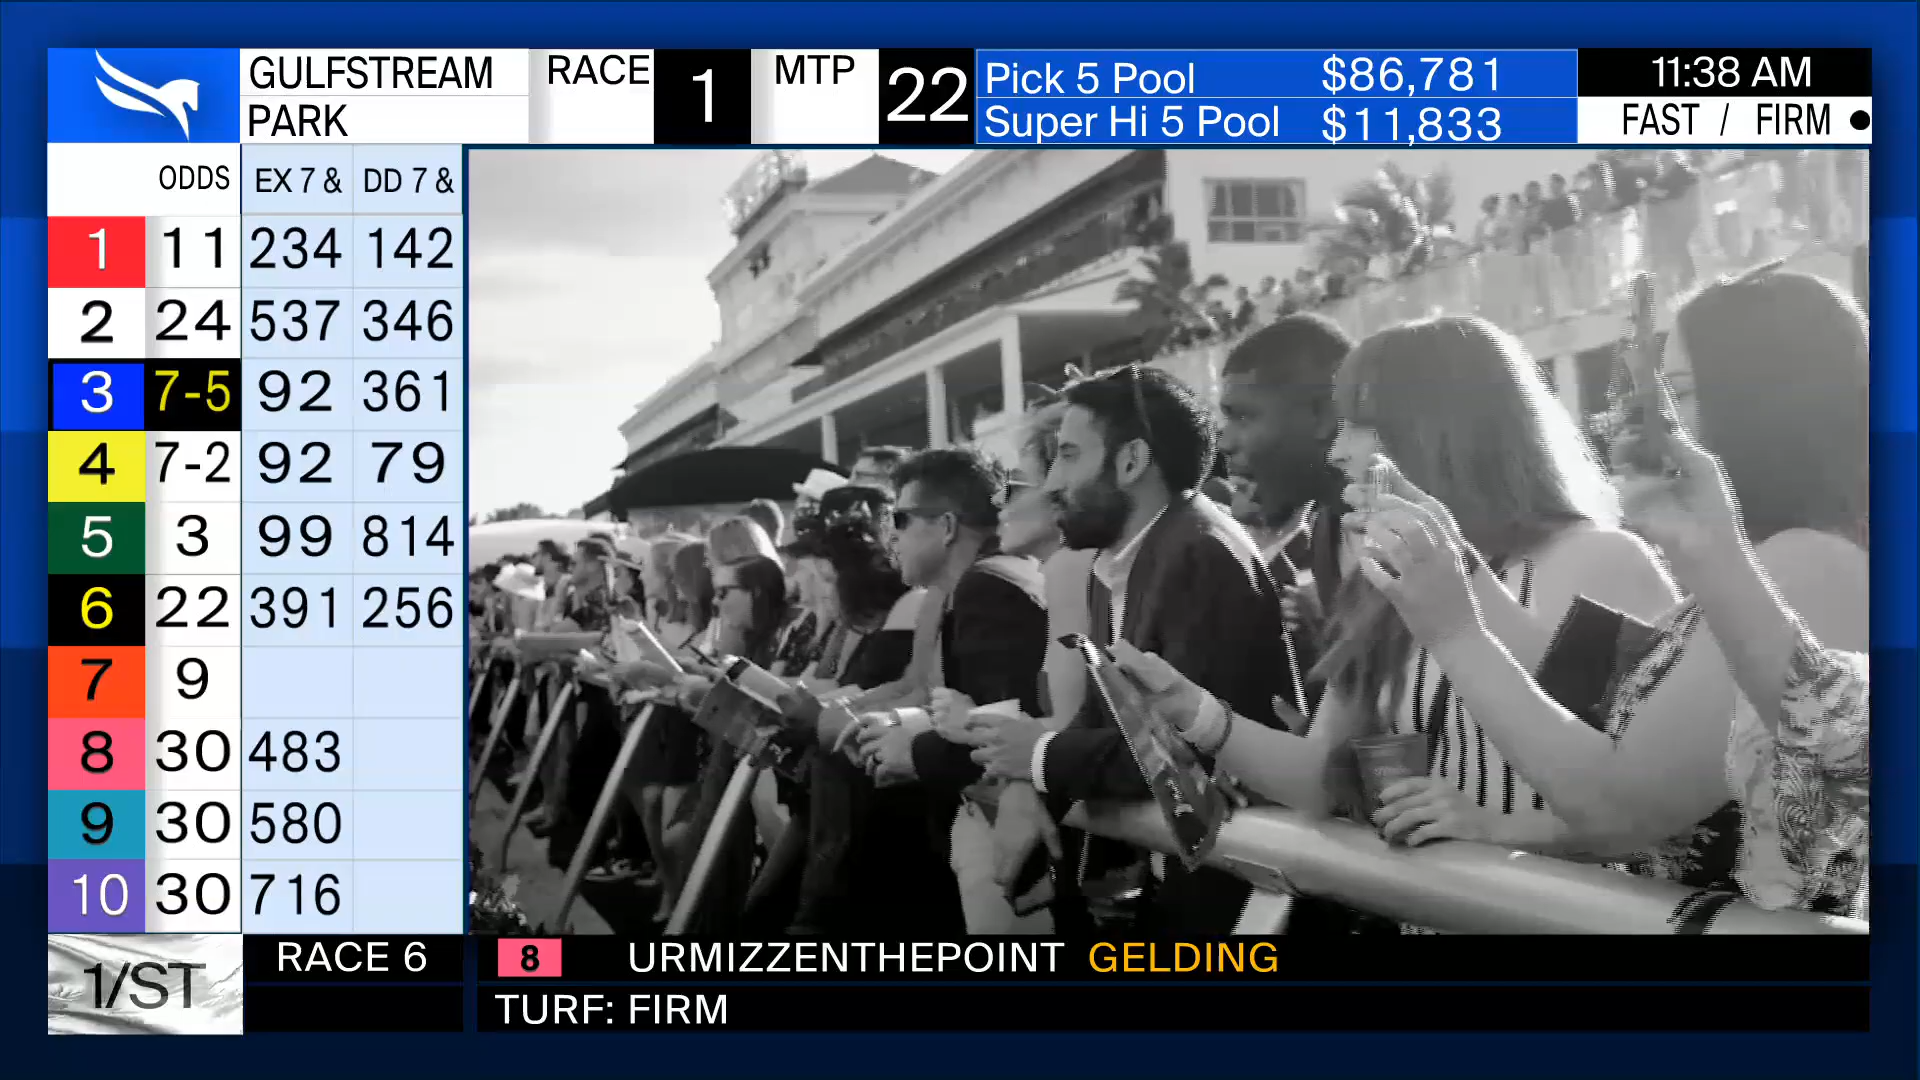 GULFSTREAM
PARK
RACE 1 MTP 22
Pick 5 Pool $86,781
Super Hi 5 Pool $11,833
11:38 AM
FAST / FIRM
ODDS EX 7 & DD 7 &
1 11 234 142
2 24 537 346
3 7-5 92 361
4 7-2 92 79
5 3 99 814
6 22 391 256
7 9
8 30 483
9 30 580
10 30 716
1/ST
RACE 6
8 URMIZZENTHEPOINT GELDING
TURF: FIRM